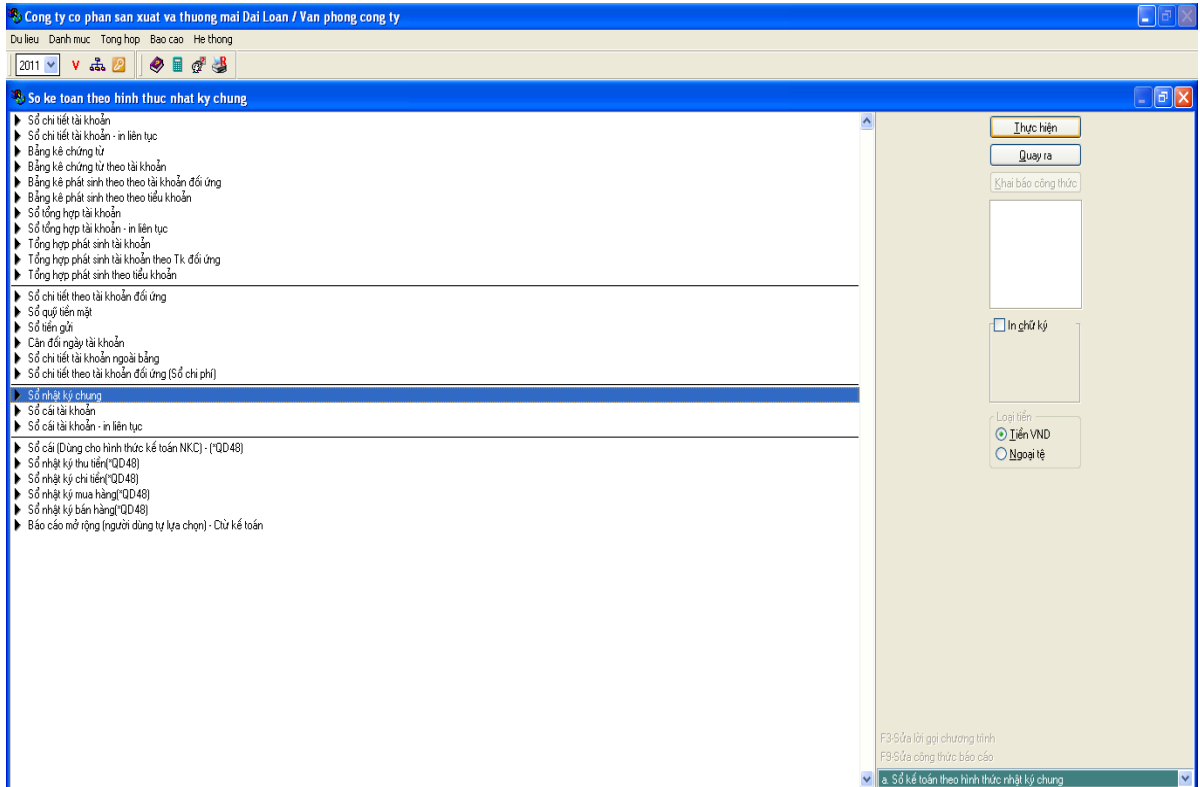 Cong ty co phan san xuat va thuong mai Dai Loan / Van phong cong ty
Du lieu Danh muc Tong hop Bao cao He thong
2011 V
So ke toan theo hinh thuc nhat ky chung
Sổ chi tiết tài khoản
Sổ chi tiết tài khoản - in liên tục
Bảng kê chứng từ
Bảng kê chứng từ theo tài khoản
Bảng kê phát sinh theo theo tài khoản đối ứng
Bảng kê phát sinh theo theo tiểu khoản
Sổ tổng hợp tài khoản
Sổ tổng hợp tài khoản - in liên tục
Tổng hợp phát sinh tài khoản
Tổng hợp phát sinh tài khoản theo Tk đối ứng
Tổng hợp phát sinh theo tiểu khoản
Sổ chi tiết theo tài khoản đối ứng
Sổ quỹ tiền mặt
Sổ tiền gửi
Cân đối ngày tài khoản
Sổ chi tiết tài khoản ngoài bảng
Sổ chi tiết theo tài khoản đối ứng (Sổ chi phí)
Sổ nhật ký chung
Sổ cái tài khoản
Sổ cái tài khoản - in liên tục
Sổ cái (Dùng cho hình thức kế toán NKC) - (*QD48)
Sổ nhật ký thu tiền(*QD48)
Sổ nhật ký chi tiền(*QD48)
Sổ nhật ký mua hàng(*QD48)
Sổ nhật ký bán hàng(*QD48)
Báo cáo mở rộng (người dùng tự lựa chọn) - Ctừ kế toán
Thực hiện
Quay ra
Khai báo công thức
In chữ ký
Loại tiền
Tiền VND
Ngoại tệ
F3-Sửa lời gọi chương trình
F9-Sửa công thức báo cáo
a. Sổ kế toán theo hình thức nhật ký chung